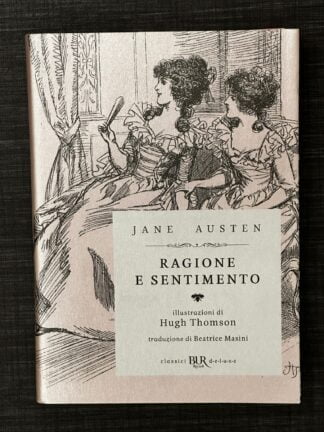 JANE AUSTEN
RAGIONE
E SENTIMENTO
illustrazioni di
Hugh Thomson
traduzione di Beatrice Masini
classici BUR deluxe